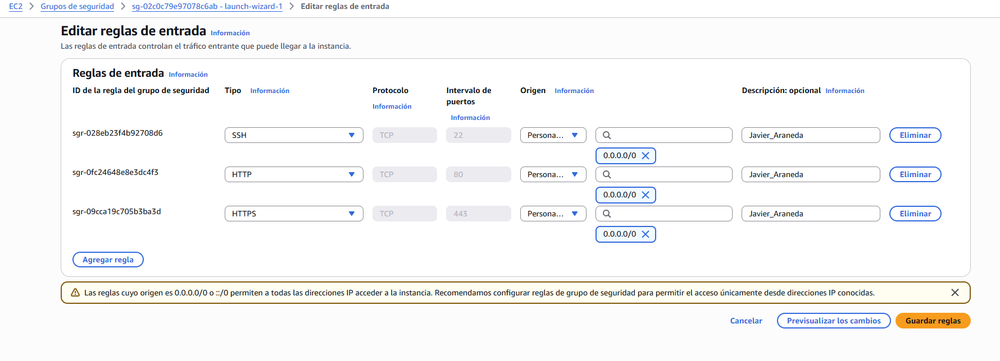 EC2 > Grupos de seguridad > sg-02c0c79e97078c6ab - launch-wizard-1 > Editar reglas de entrada
Editar reglas de entrada Información
Las reglas de entrada controlan el tráfico entrante que puede llegar a la instancia.
Reglas de entrada Información
ID de la regla del grupo de seguridad Tipo Información Protocolo Información Intervalo de puertos Información Origen Información Descripción: opcional Información
sgr-028eb23f4b92708d6 SSH TCP 22 Persona... Javier_Araneda Eliminar
0.0.0.0/0
sgr-0fc24648e8e3dc4f3 HTTP TCP 80 Persona... Javier_Araneda Eliminar
0.0.0.0/0
sgr-09cca19c705b3ba3d HTTPS TCP 443 Persona... Javier_Araneda Eliminar
0.0.0.0/0
Agregar regla
Las reglas cuyo origen es 0.0.0.0/0 o ::/0 permiten a todas las direcciones IP acceder a la instancia. Recomendamos configurar reglas de grupo de seguridad para permitir el acceso únicamente desde direcciones IP conocidas.
Cancelar Previsualizar los cambios Guardar reglas